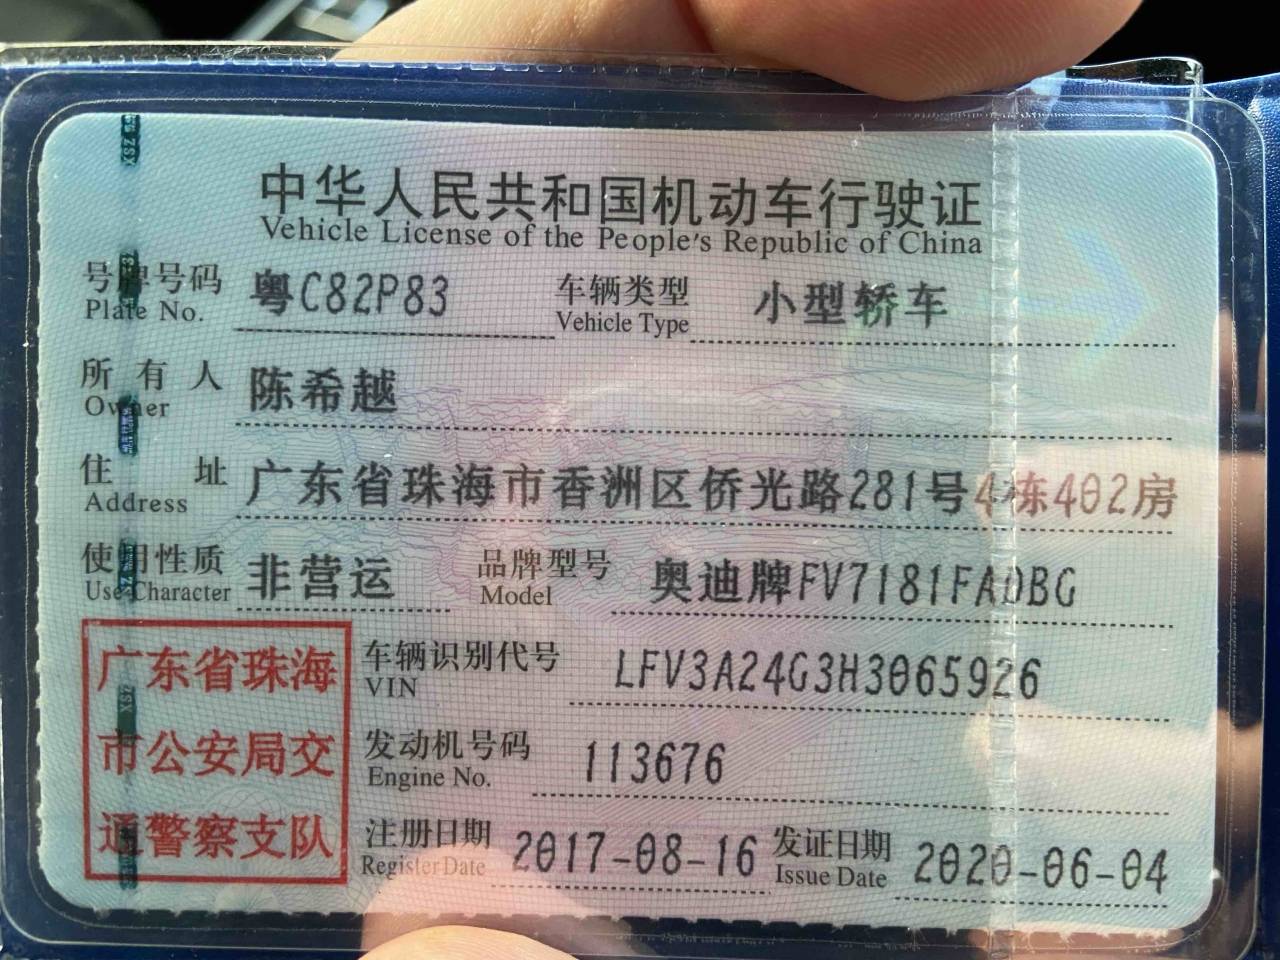 中华人民共和国机动车行驶证
Vehicle License of the People's Republic of China
号牌号码 粤C82P83 车辆类型 小型轿车
Plate No. Vehicle Type
所有人 陈希越
Owner
住址 广东省珠海市香洲区侨光路281号4栋402房
Address
使用性质 非营运 品牌型号 奥迪牌FV7181FADBG
Use Character Model
广东省珠海
市公安局交
通警察支队
车辆识别代号 LFV3A24G3H3065926
VIN
发动机号码 113676
Engine No.
注册日期 2017-08-16 发证日期 2020-06-04
Register Date Issue Date